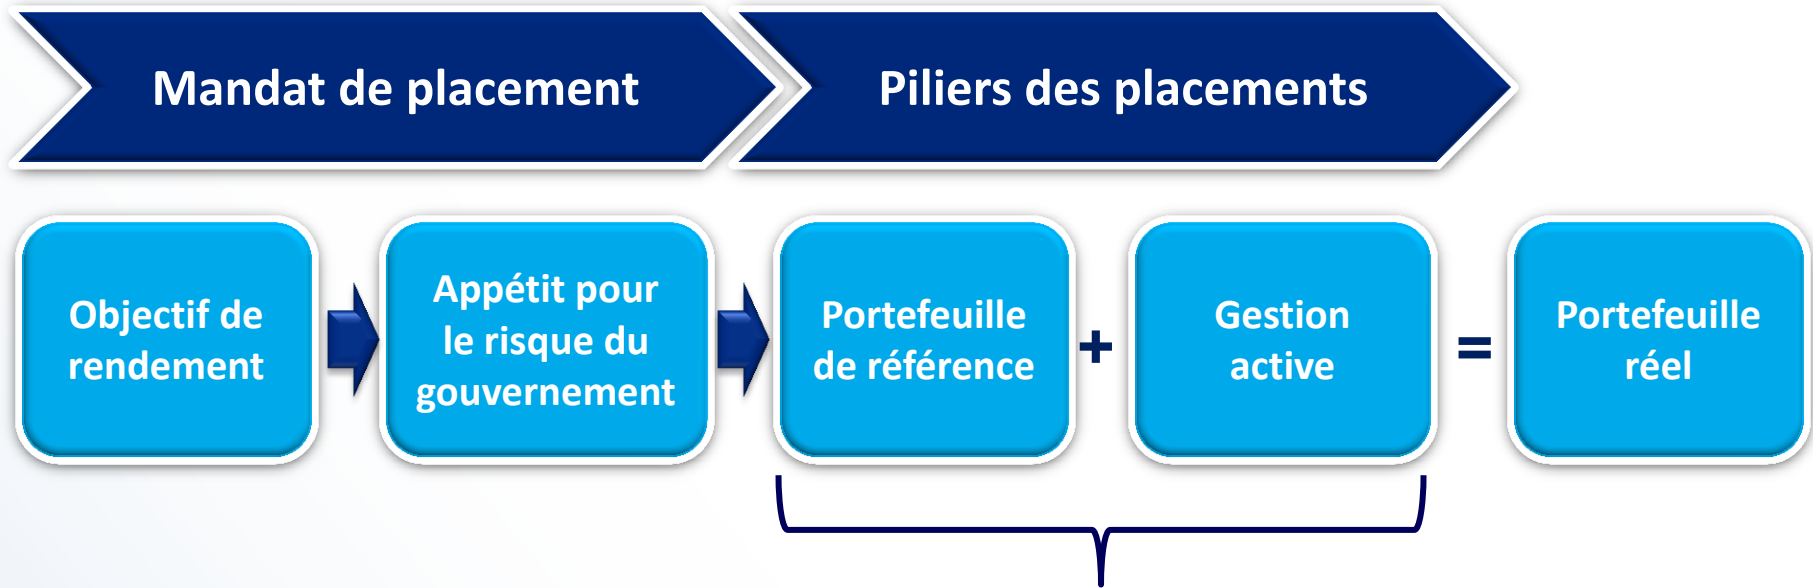 Mandat de placement
Piliers des placements
Objectif de
rendement
Appétit pour
le risque du
gouvernement
Portefeuille
de référence
+
Gestion
active
=
Portefeuille
réel